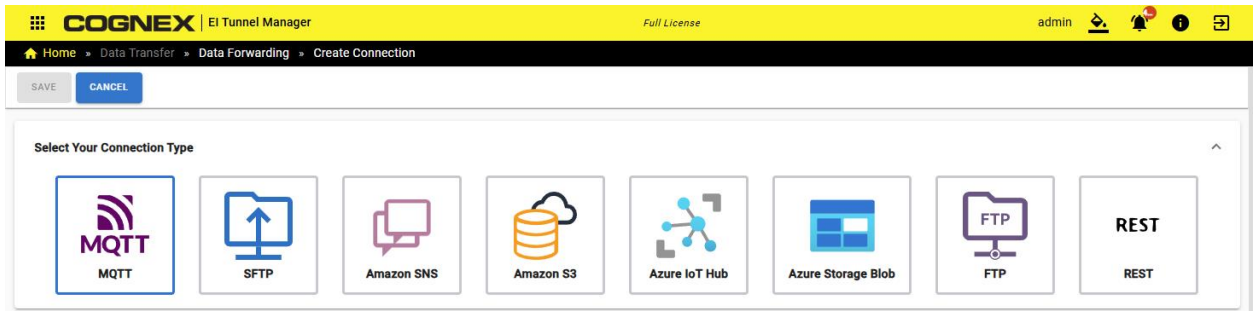 COGNEX | EI Tunnel Manager Full License admin
Home » Data Transfer » Data Forwarding » Create Connection
SAVE CANCEL
Select Your Connection Type
MQTT FTP REST
MQTT SFTP Amazon SNS Amazon S3 Azure IoT Hub Azure Storage Blob FTP REST